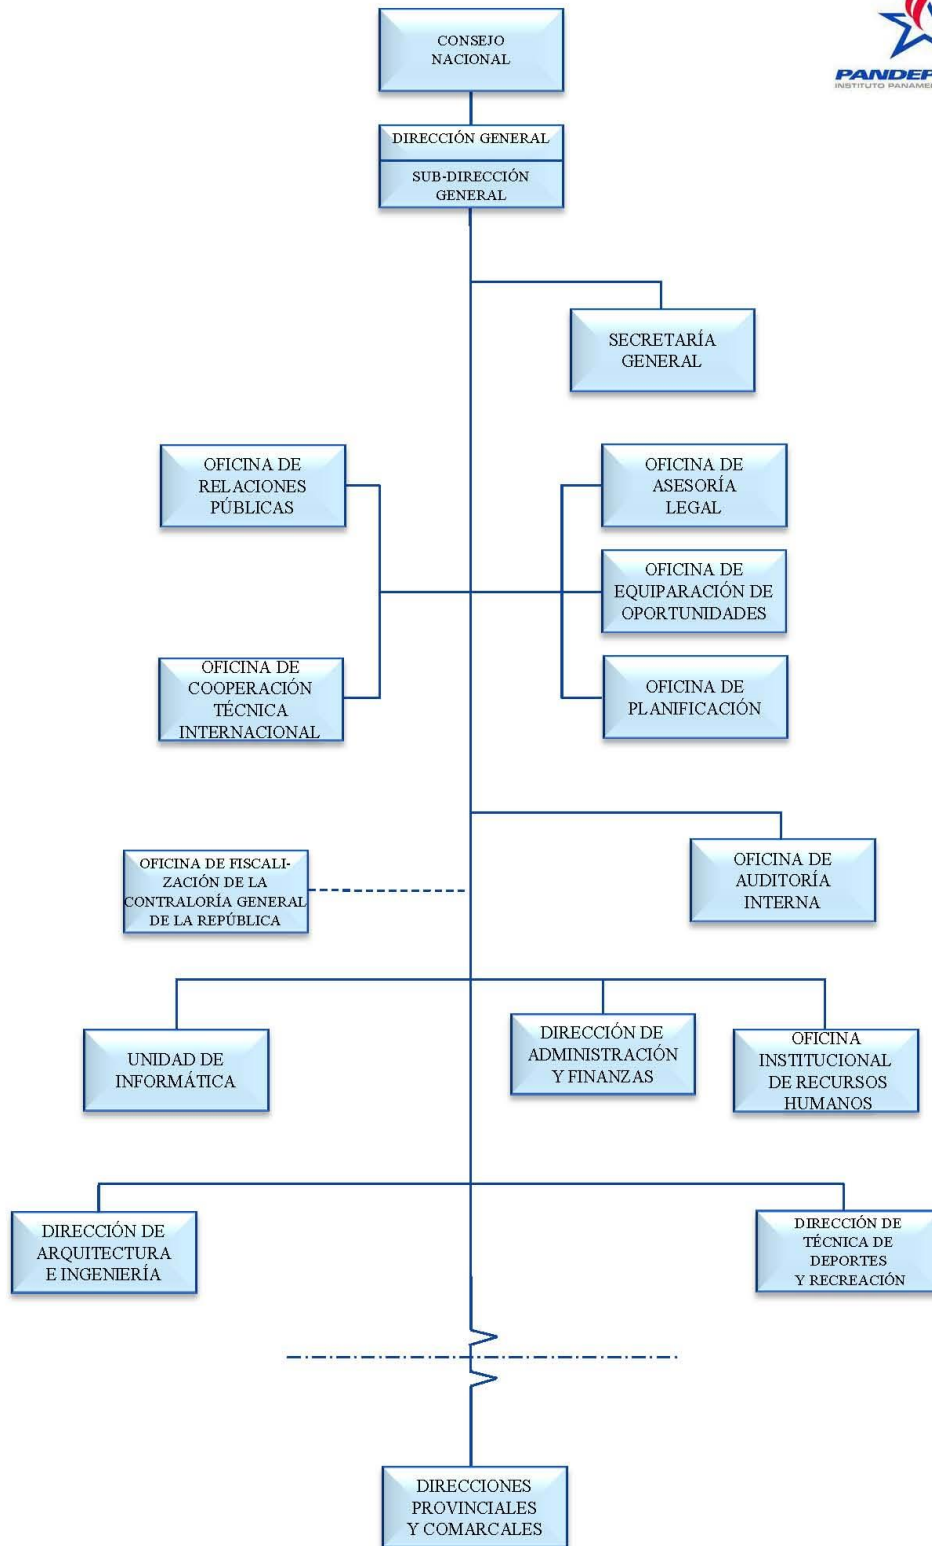 CONSEJO
NACIONAL
DIRECCIÓN GENERAL
SUB-DIRECCIÓN
GENERAL
SECRETARÍA
GENERAL
OFICINA DE
RELACIONES
PÚBLICAS
OFICINA DE
ASESORÍA
LEGAL
OFICINA DE
EQUIPARACIÓN DE
OPORTUNIDADES
OFICINA DE
COOPERACIÓN
TÉCNICA
INTERNACIONAL
OFICINA DE
PLANIFICACIÓN
OFICINA DE FISCALI-
ZACIÓN DE LA
CONTRALORÍA GENERAL
DE LA REPÚBLICA
OFICINA DE
AUDITORÍA
INTERNA
UNIDAD DE
INFORMÁTICA
DIRECCIÓN DE
ADMINISTRACIÓN
Y FINANZAS
OFICINA
INSTITUCIONAL
DE RECURSOS
HUMANOS
DIRECCIÓN DE
ARQUITECTURA
E INGENIERÍA
DIRECCIÓN DE
TÉCNICA DE
DEPORTES
Y RECREACIÓN
DIRECCIONES
PROVINCIALES
Y COMARCALES
INSTITUTO